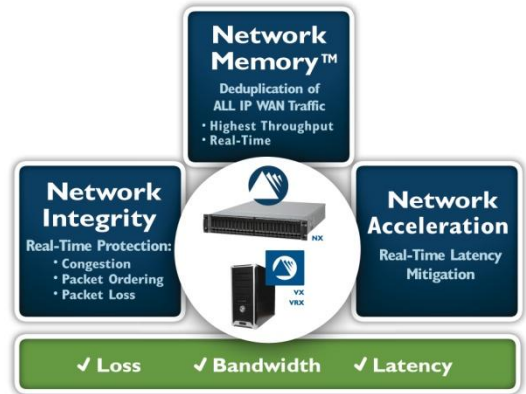 Network
Memory™
Deduplication of
ALL IP WAN Traffic
• Highest Throughput
• Real-Time
Network
Integrity
Real-Time Protection:
• Congestion
• Packet Ordering
• Packet Loss
NX
VX
VRX
Network
Acceleration
Real-Time Latency
Mitigation
✓ Loss ✓ Bandwidth ✓ Latency